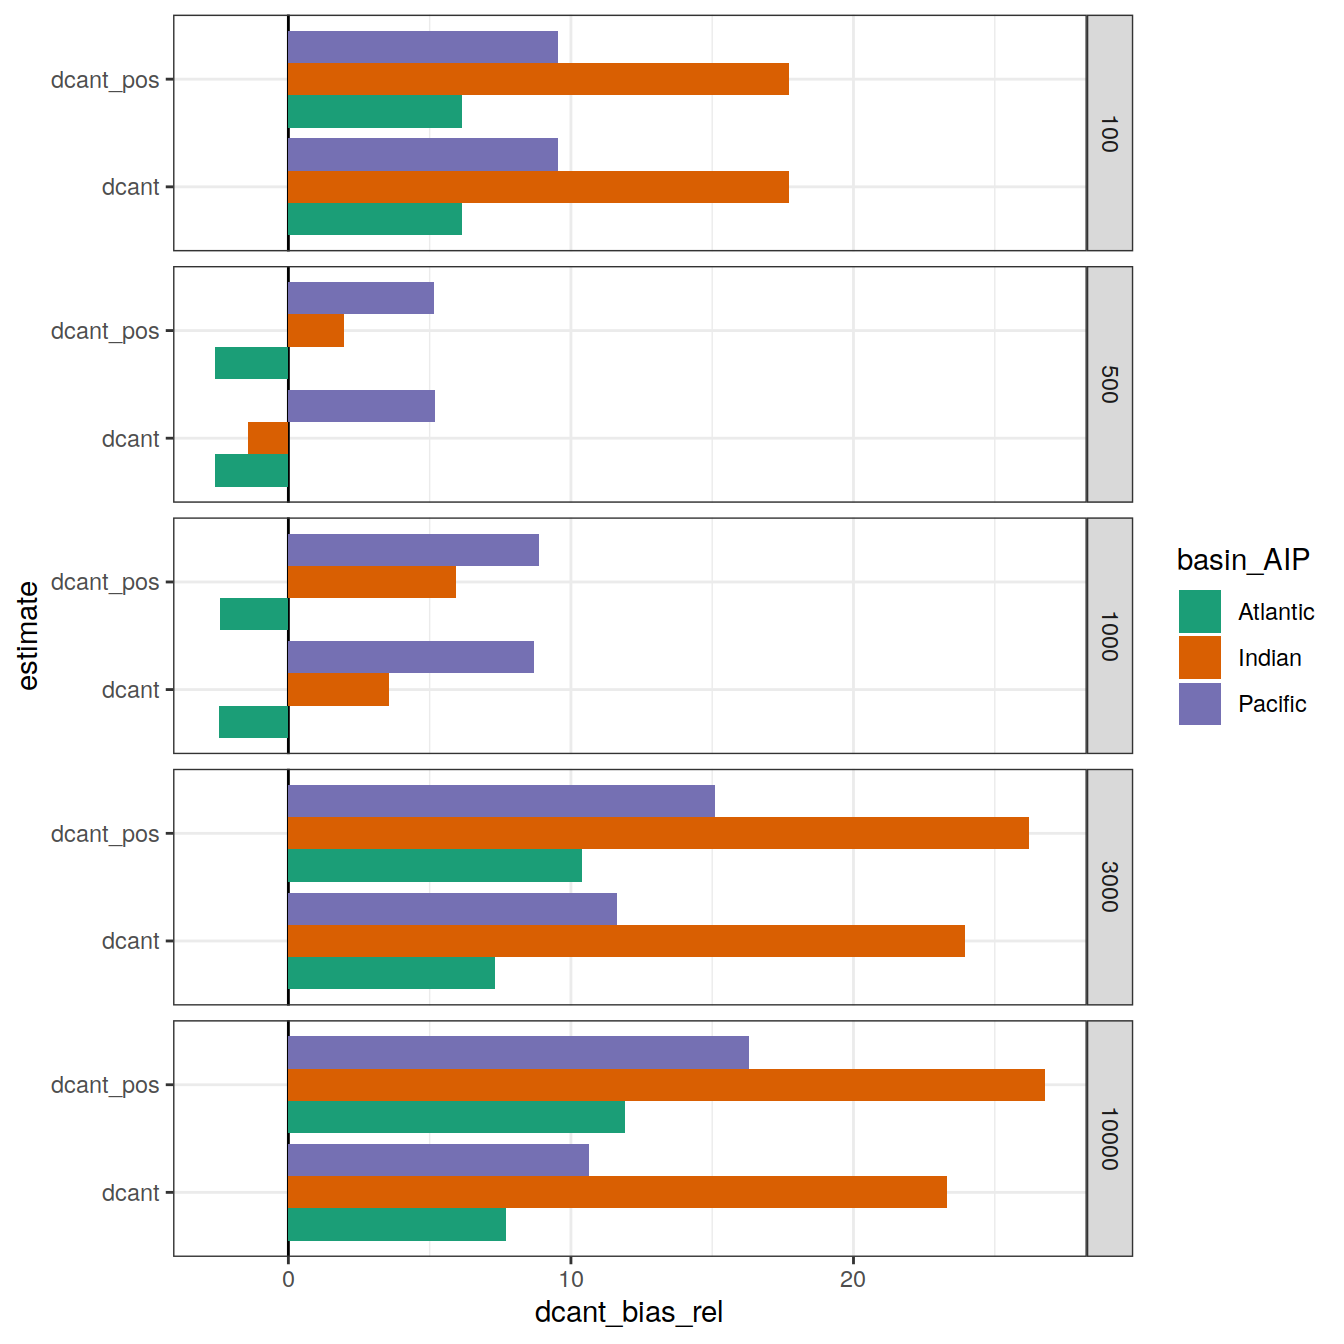 dcant_pos
dcant
100
dcant_pos
dcant
500
dcant_pos
dcant
1000
dcant_pos
dcant
3000
dcant_pos
dcant
10000
estimate
0 10 20
dcant_bias_rel
basin_AIP
Atlantic
Indian
Pacific